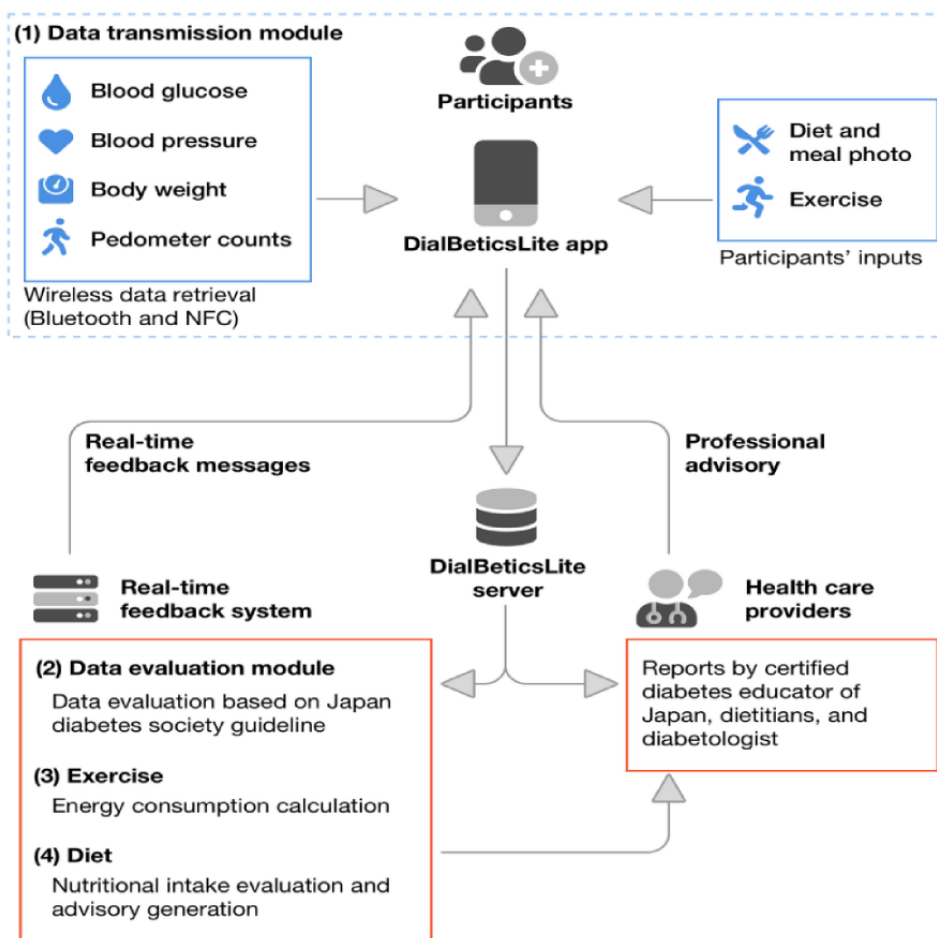 (1) Data transmission module
Blood glucose
Blood pressure
Body weight
Pedometer counts
Wireless data retrieval
(Bluetooth and NFC)
Participants
DialBeticsLite app
Diet and
meal photo
Exercise
Participants’ inputs
Real-time
feedback messages
Professional
advisory
DialBeticsLite
server
Real-time
feedback system
Health care
providers
(2) Data evaluation module
Data evaluation based on Japan
diabetes society guideline
(3) Exercise
Energy consumption calculation
(4) Diet
Nutritional intake evaluation and
advisory generation
Reports by certified
diabetes educator of
Japan, dietitians, and
diabetologist